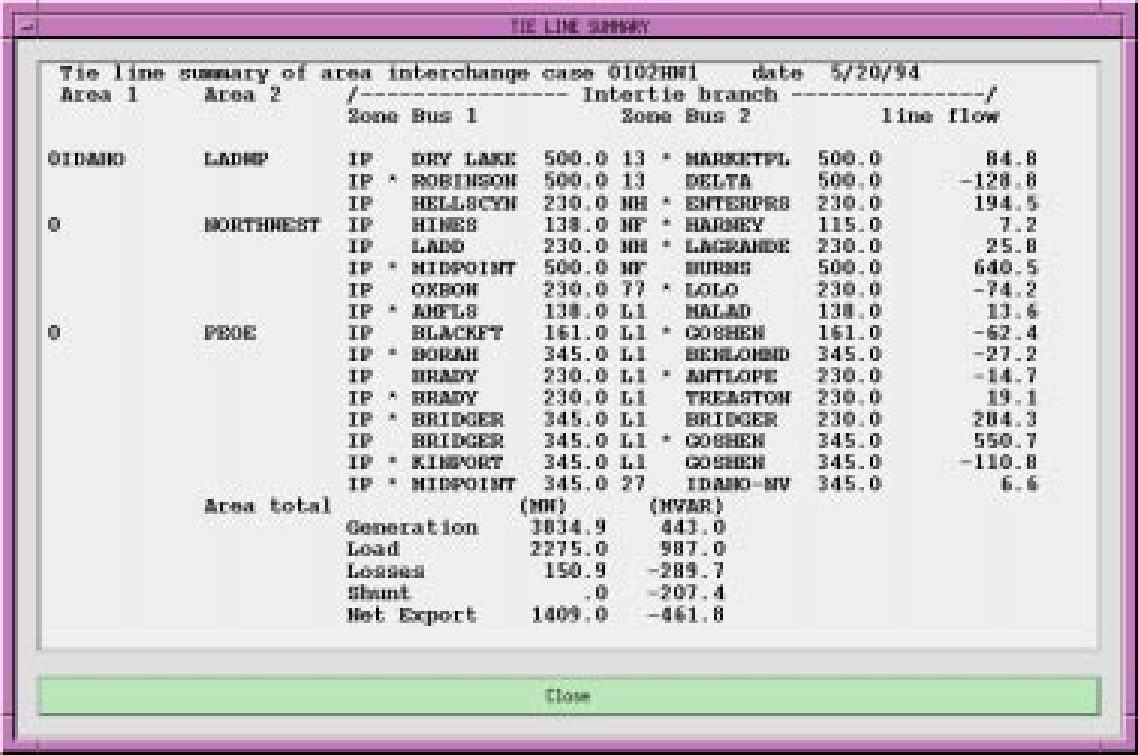 TIE LINE SUMMARY
Tie line summary of area interchange case 0102HW1 date 5/20/94
Area 1 Area 2 /---------------- Intertie branch ---------------/
Zone Bus 1 Zone Bus 2 line flow
0IDAHO LADWP IP DRY LAKE 500.0 13 * MARKETPL 500.0 84.8
IP * ROBINSON 500.0 13 DELTA 500.0 -128.8
IP HELLSCYN 230.0 NH * ENTERPRS 230.0 194.5
0 NORTHWEST IP HINES 138.0 NF * HARNEY 115.0 7.2
IP LADD 230.0 NH * LAGRANDE 230.0 25.8
IP * MIDPOINT 500.0 NF BURNS 500.0 640.5
IP OXBOW 230.0 77 * LOLO 230.0 -74.2
IP * AMFLS 138.0 L1 MALAD 138.0 13.6
0 PEOE IP BLACKFT 161.0 L1 * GOSHEN 161.0 -62.4
IP * BORAH 345.0 L1 BENLOMND 345.0 -27.2
IP BRADY 230.0 L1 * ANTLOPE 230.0 -14.7
IP * BRADY 230.0 L1 TREASTON 230.0 19.1
IP * BRIDGER 345.0 L1 BRIDGER 230.0 284.3
IP BRIDGER 345.0 L1 * GOSHEN 345.0 550.7
IP * KINPORT 345.0 L1 GOSHEN 345.0 -110.8
IP * MIDPOINT 345.0 27 IDAHO-NV 345.0 6.6
Area total (MW) (MVAR)
Generation 3834.9 443.0
Load 2275.0 987.0
Losses 150.9 -289.7
Shunt .0 -207.4
Net Export 1409.0 -461.8
Close